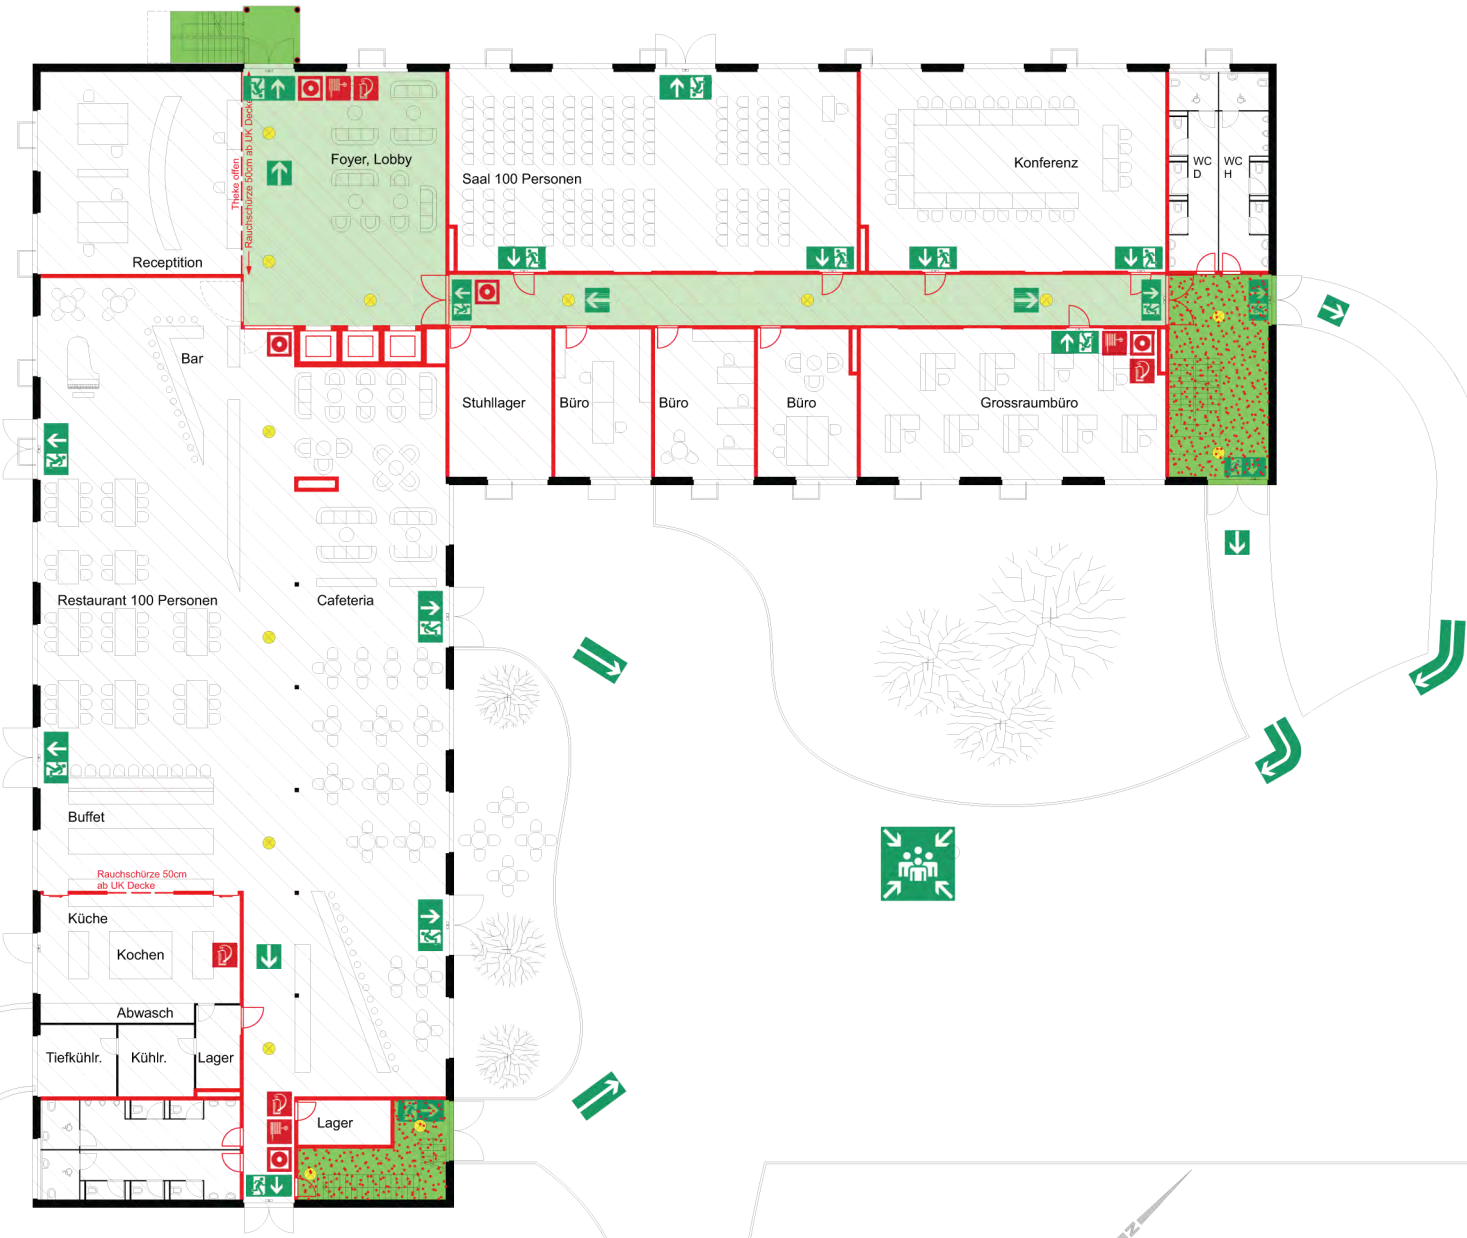 Theke offen
Rauchschürze 50cm ab UK Decke
Foyer, Lobby
Saal 100 Personen
Konferenz
WC
D
WC
H
Receptition
Bar
Stuhllager
Büro
Büro
Büro
Grossraumbüro
Restaurant 100 Personen
Cafeteria
Buffet
Rauchschürze 50cm
ab UK Decke
Küche
Kochen
Abwasch
Tiefkühlr.
Kühlr.
Lager
Lager
N